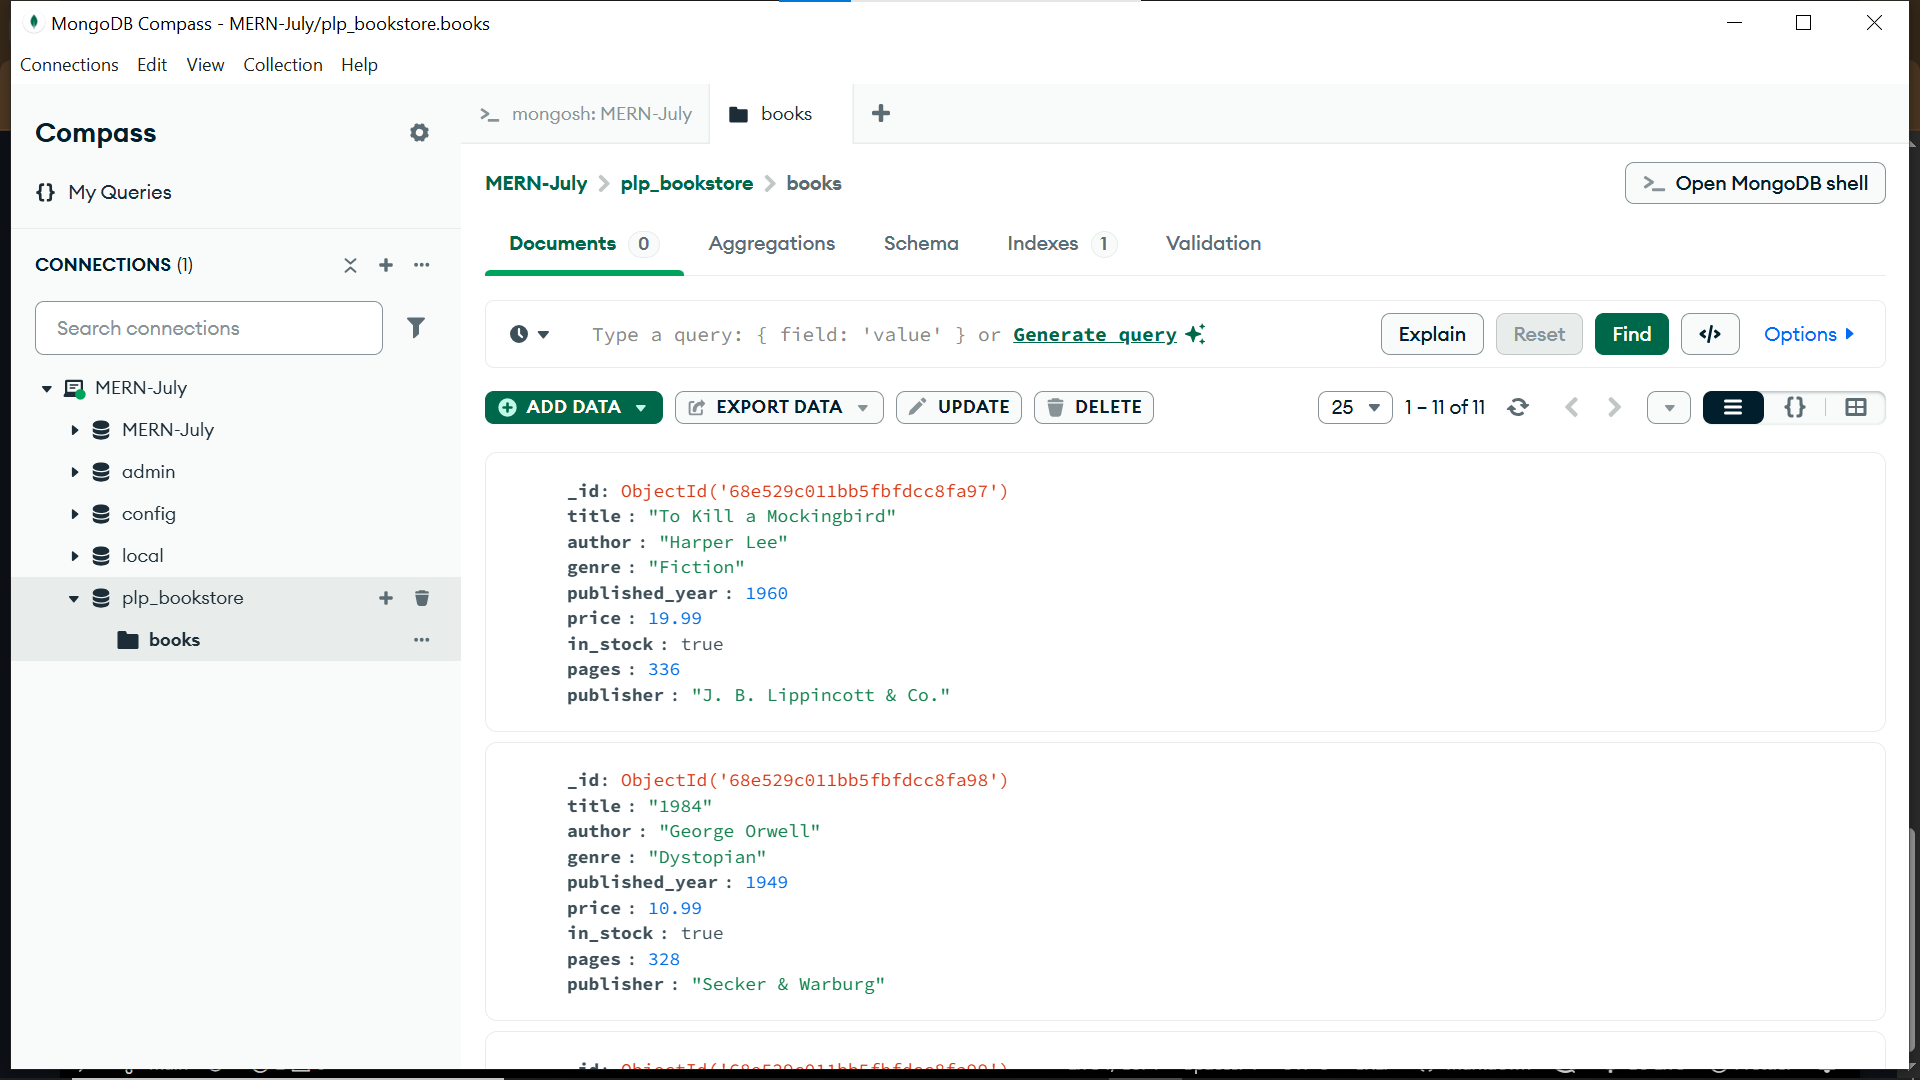 MongoDB Compass - MERN-July/plp_bookstore.books
Connections Edit View Collection Help
Compass
{} My Queries
CONNECTIONS (1)
Search connections
MERN-July
MERN-July
admin
config
local
plp_bookstore
books
>_ mongosh: MERN-July
books
MERN-July > plp_bookstore > books
>_ Open MongoDB shell
Documents 0 Aggregations Schema Indexes 1 Validation
Type a query: { field: 'value' } or Generate query
Explain Reset Find </> Options
ADD DATA EXPORT DATA UPDATE DELETE
25 1 – 11 of 11 {}
_id: ObjectId('68e529c011bb5fbfdcc8fa97')
title : "To Kill a Mockingbird"
author : "Harper Lee"
genre : "Fiction"
published_year : 1960
price : 19.99
in_stock : true
pages : 336
publisher : "J. B. Lippincott & Co."
_id: ObjectId('68e529c011bb5fbfdcc8fa98')
title : "1984"
author : "George Orwell"
genre : "Dystopian"
published_year : 1949
price : 10.99
in_stock : true
pages : 328
publisher : "Secker & Warburg"
_id: ObjectId('68e529c011bb5fbfdcc8fa99')